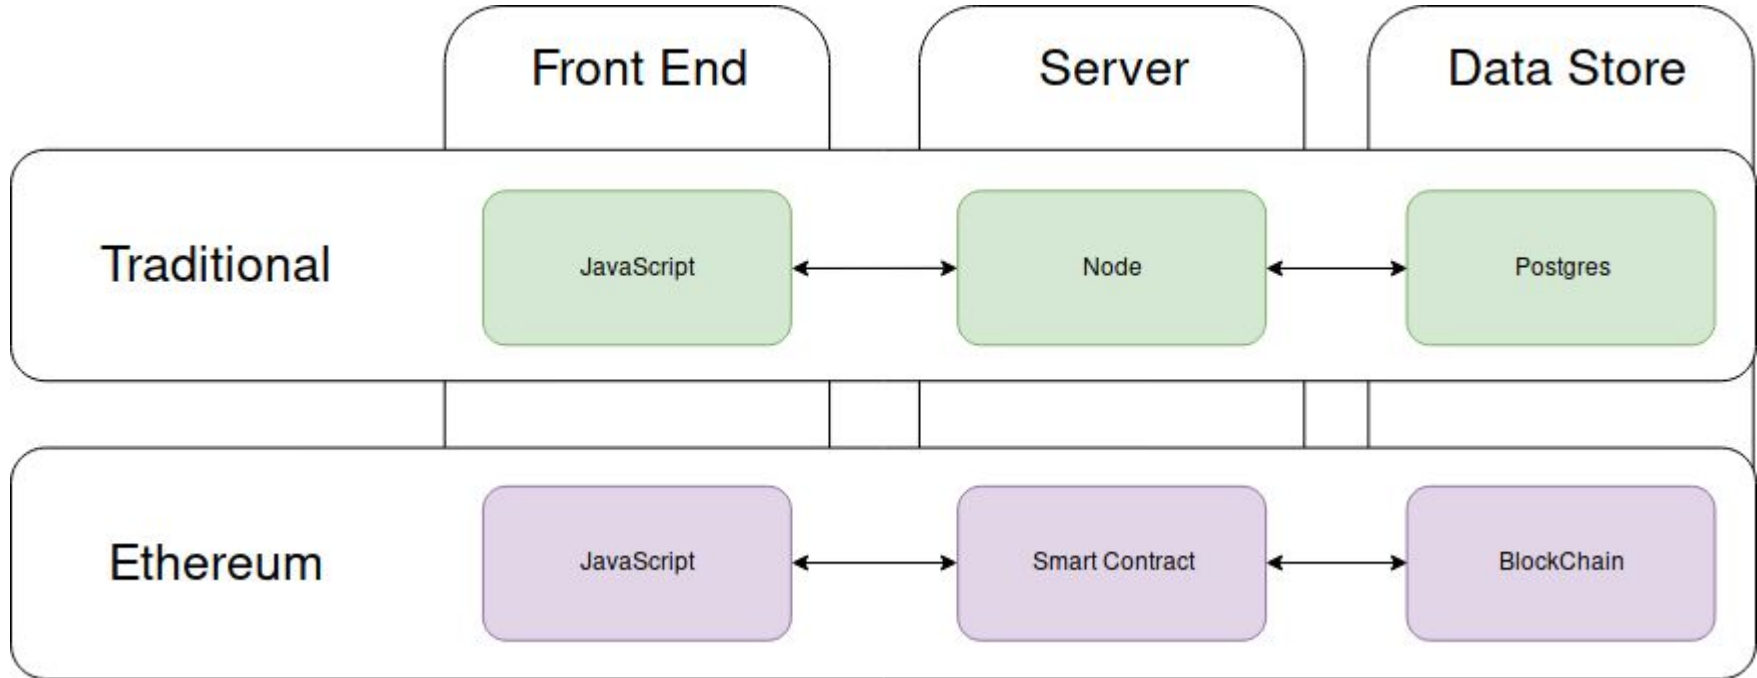 Front End
Server
Data Store
Traditional
JavaScript
Node
Postgres
Ethereum
JavaScript
Smart Contract
BlockChain